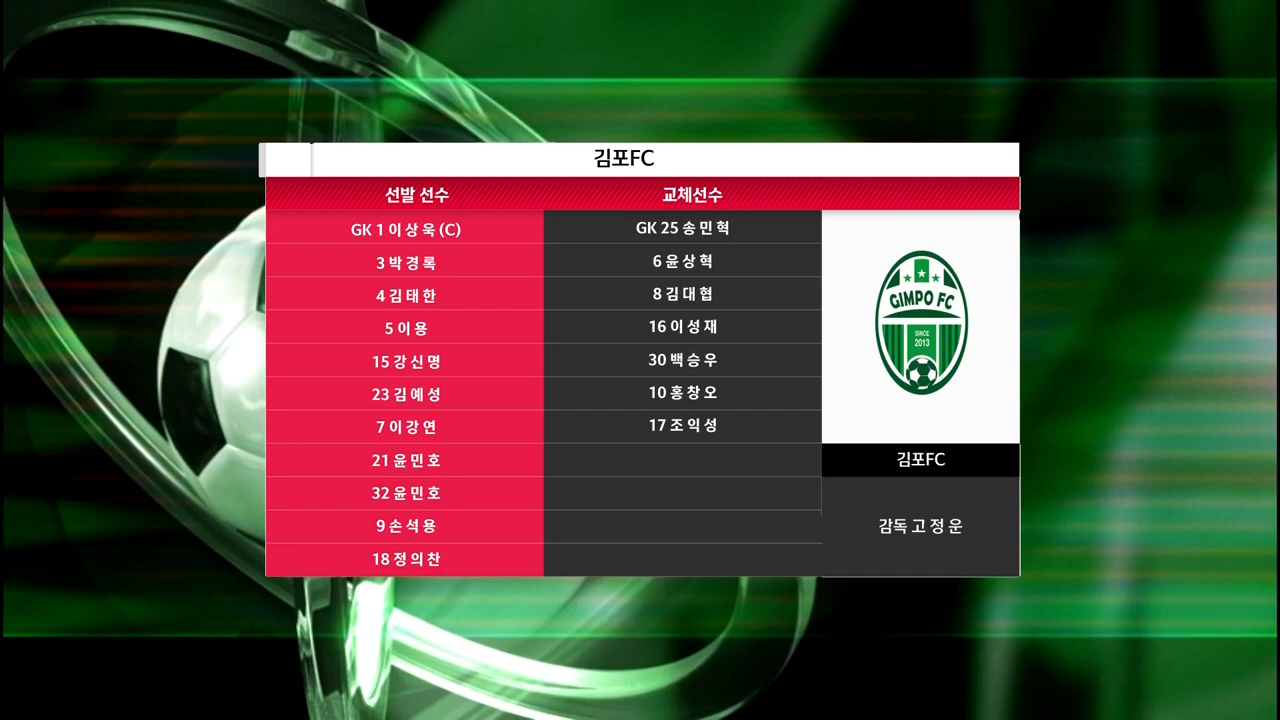 김포FC
선발 선수
교체선수
GK 1 이상욱 (C)
3 박경록
4 김태한
5 이용
15 강신명
23 김예성
7 이강연
21 윤민호
32 윤민호
9 손석용
18 정의찬
GK 25 송민혁
6 윤상혁
8 김대협
16 이성재
30 백승우
10 홍창오
17 조익성
GIMPO FC
SINCE
2013
김포FC
감독 고정운